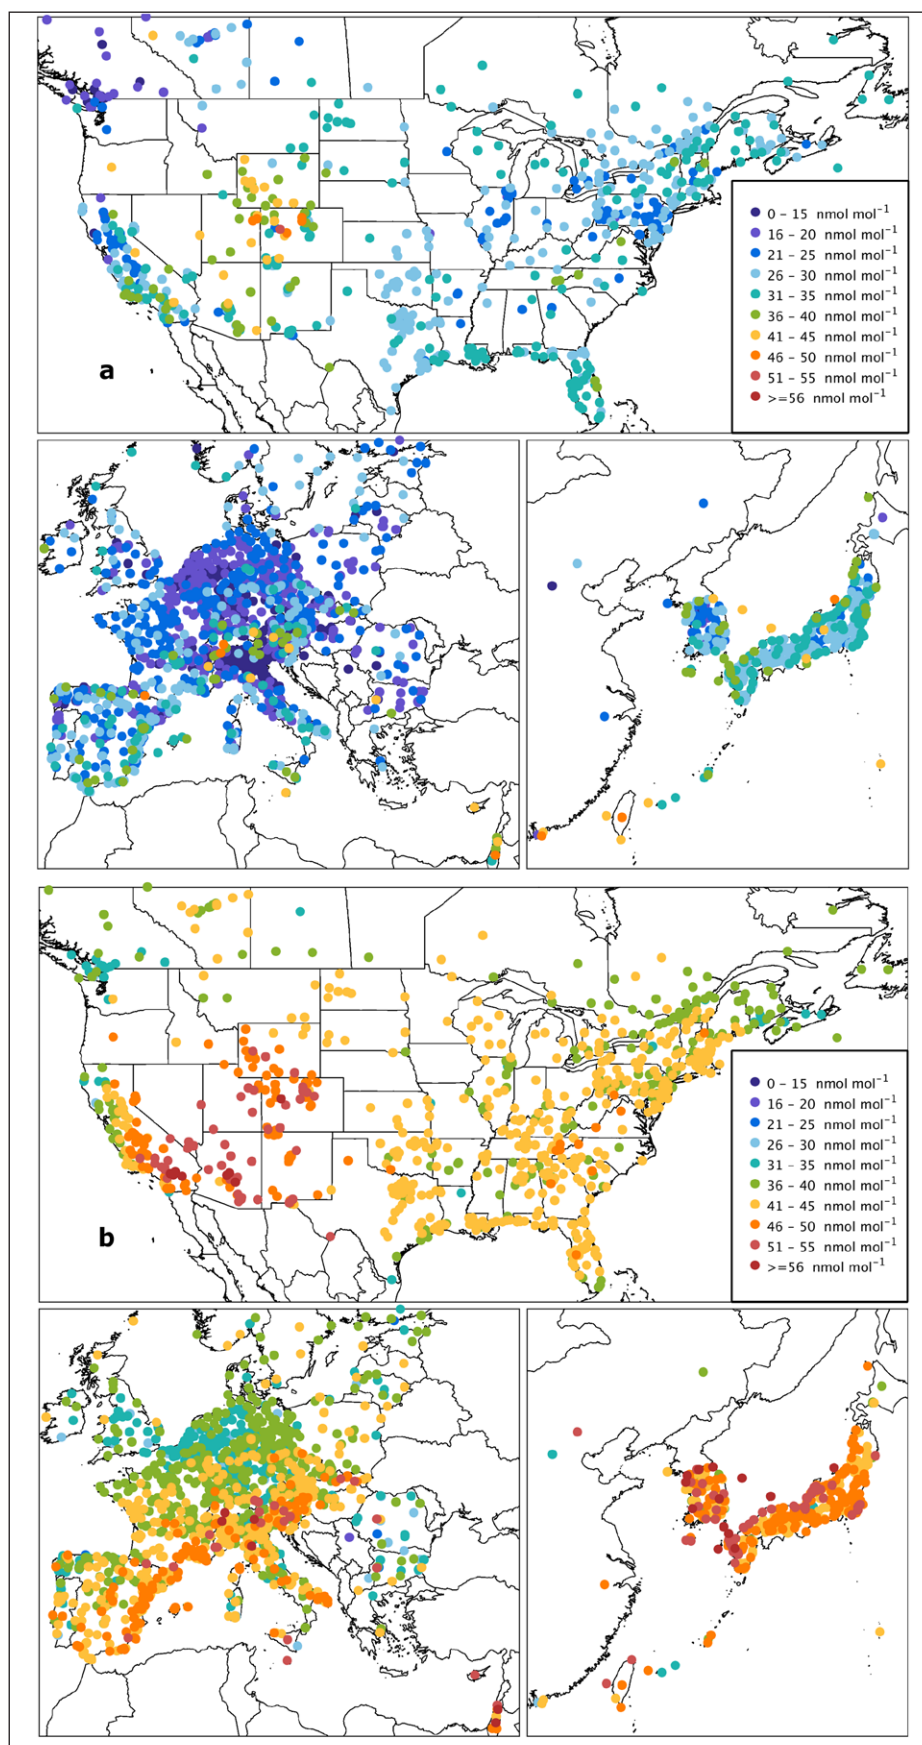 0 – 15 nmol mol⁻¹
16 – 20 nmol mol⁻¹
21 – 25 nmol mol⁻¹
26 – 30 nmol mol⁻¹
31 – 35 nmol mol⁻¹
36 – 40 nmol mol⁻¹
41 – 45 nmol mol⁻¹
46 – 50 nmol mol⁻¹
51 – 55 nmol mol⁻¹
>=56 nmol mol⁻¹
a
0 – 15 nmol mol⁻¹
16 – 20 nmol mol⁻¹
21 – 25 nmol mol⁻¹
26 – 30 nmol mol⁻¹
31 – 35 nmol mol⁻¹
36 – 40 nmol mol⁻¹
41 – 45 nmol mol⁻¹
46 – 50 nmol mol⁻¹
51 – 55 nmol mol⁻¹
>=56 nmol mol⁻¹
b